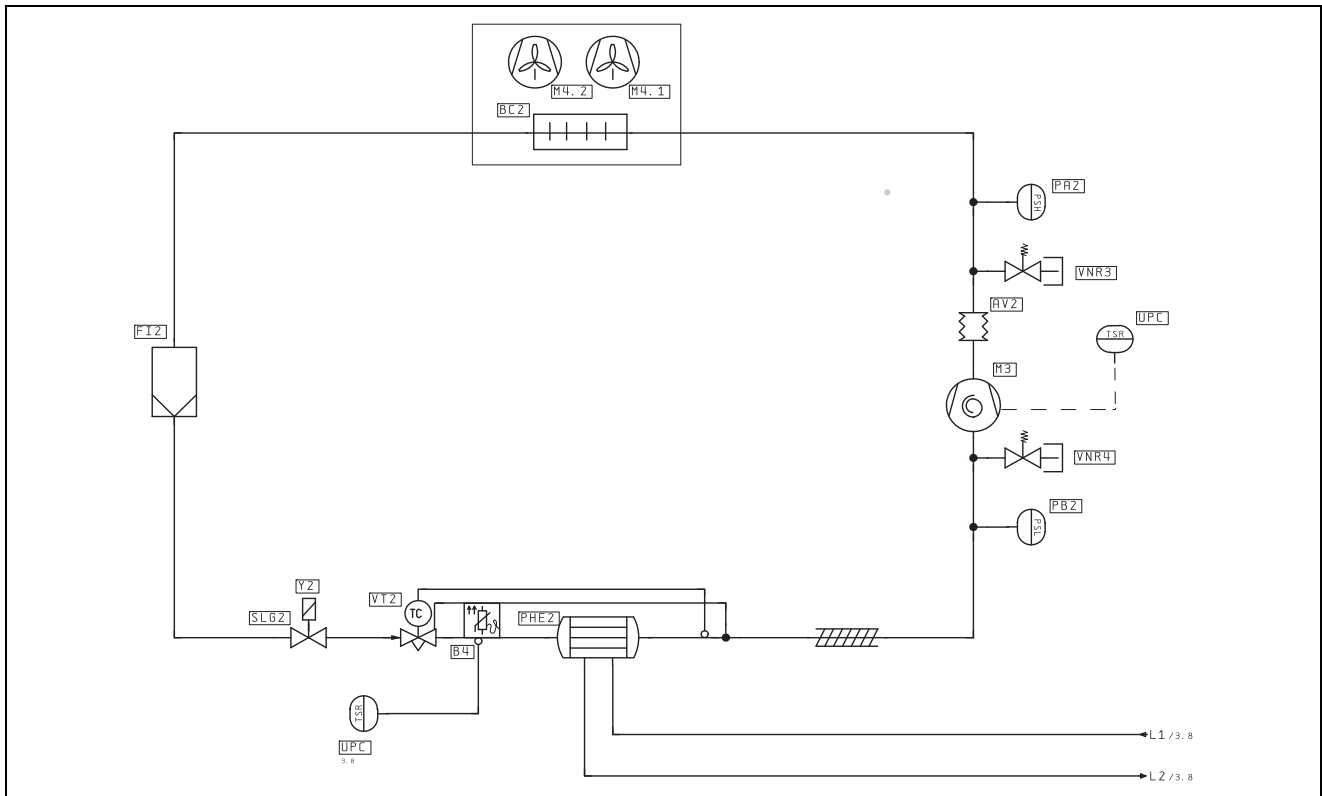 M4.2
M4.1
BC2
PSH
PA2
VNR3
AV2
UPC
TSR
FI2
M3
VNR4
PSL
PB2
Y2
SLG2
VT2
TC
PHE2
B4
TSR
UPC
3.8
L1 /3.8
L2 /3.8